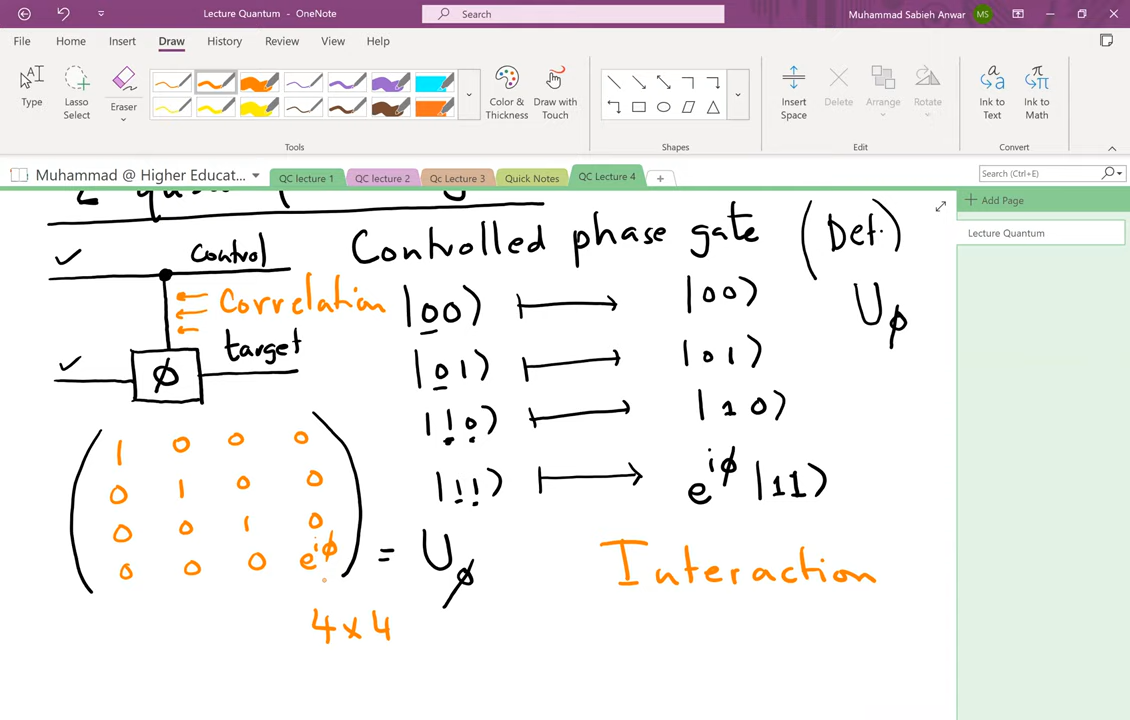 Lecture Quantum - OneNote
Search
Muhammad Sabieh Anwar MS
File Home Insert Draw History Review View Help
Type
Lasso Select
Eraser
Color & Thickness
Draw with Touch
Insert Space
Delete
Arrange
Rotate
Ink to Text
Ink to Math
Tools
Shapes
Edit
Convert
Muhammad @ Higher Educat...
QC lecture 1
QC lecture 2
Qc Lecture 3
Quick Notes
QC Lecture 4
Search (Ctrl+E)
Add Page
Lecture Quantum
Control
Controlled phase gate (Def.)
Correlation
|00⟩ ↦ |00⟩
U_ϕ
target
|01⟩ ↦ |01⟩
ϕ
|10⟩ ↦ |10⟩
|11⟩ ↦ e^{iϕ} |11⟩
1 0 0 0
0 1 0 0
0 0 1 0
0 0 0 e^{iϕ}
= U_ϕ
Interaction
4x4